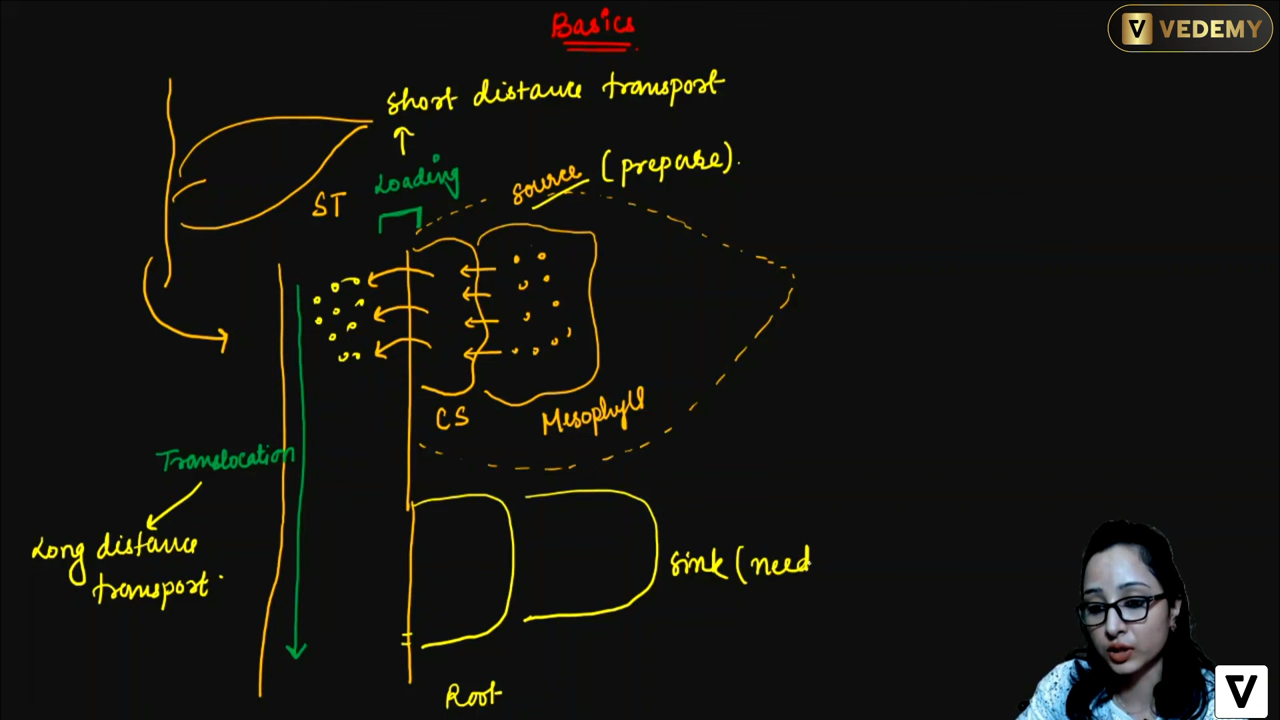 Basics
VEDEMY
Short distance transport
Loading
Source (prepare).
ST
CS
Mesophyll
Translocation
Long distance
transport
Sink (need
Root